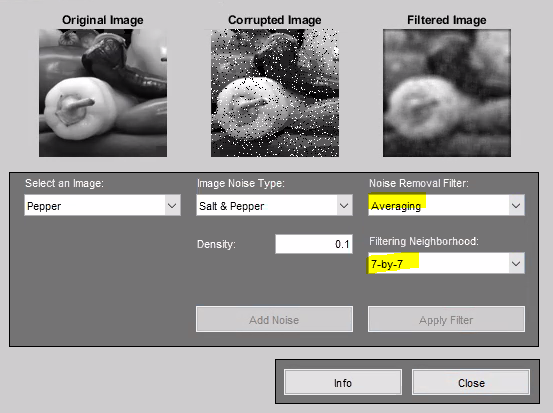 Original Image
Corrupted Image
Filtered Image
Select an Image:
Image Noise Type:
Noise Removal Filter:
Pepper
Salt & Pepper
Averaging
Density:
0.1
Filtering Neighborhood:
7-by-7
Add Noise
Apply Filter
Info
Close